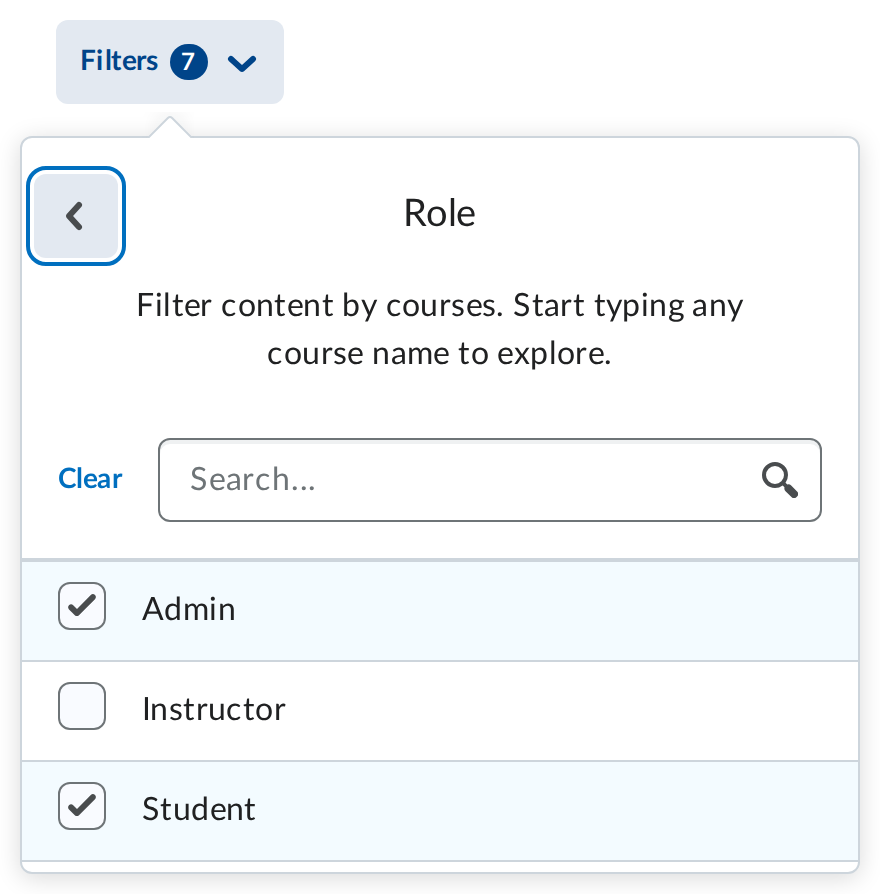 Filters 7
Role
Filter content by courses. Start typing any
course name to explore.
Clear
Search...
Admin
Instructor
Student